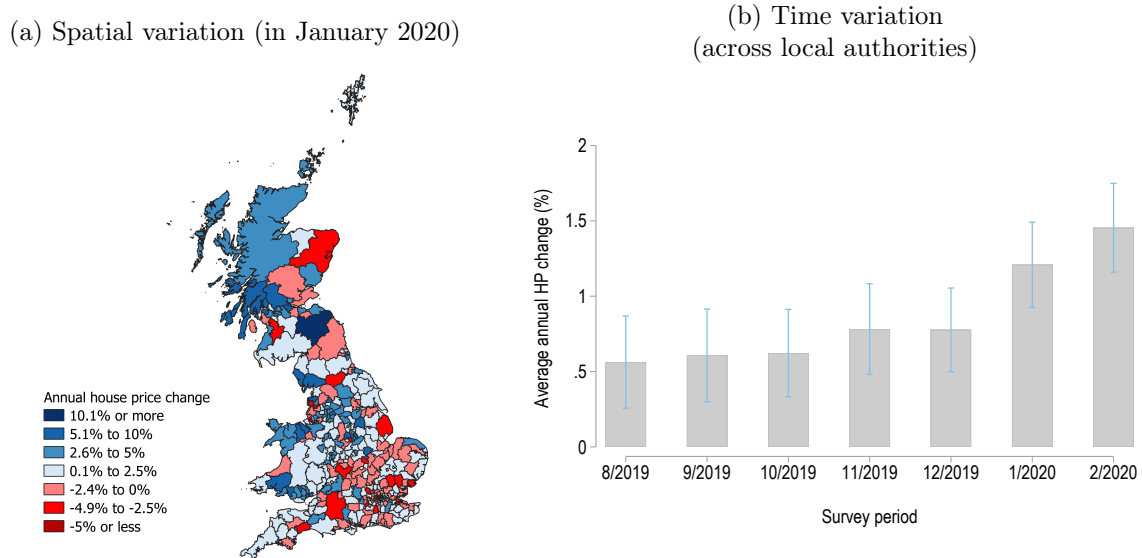 (a) Spatial variation (in January 2020)
Annual house price change
10.1% or more
5.1% to 10%
2.6% to 5%
0.1% to 2.5%
-2.4% to 0%
-4.9% to -2.5%
-5% or less
(b) Time variation
(across local authorities)
Average annual HP change (%)
2
1.5
1
.5
0
8/2019
9/2019
10/2019
11/2019
12/2019
1/2020
2/2020
Survey period